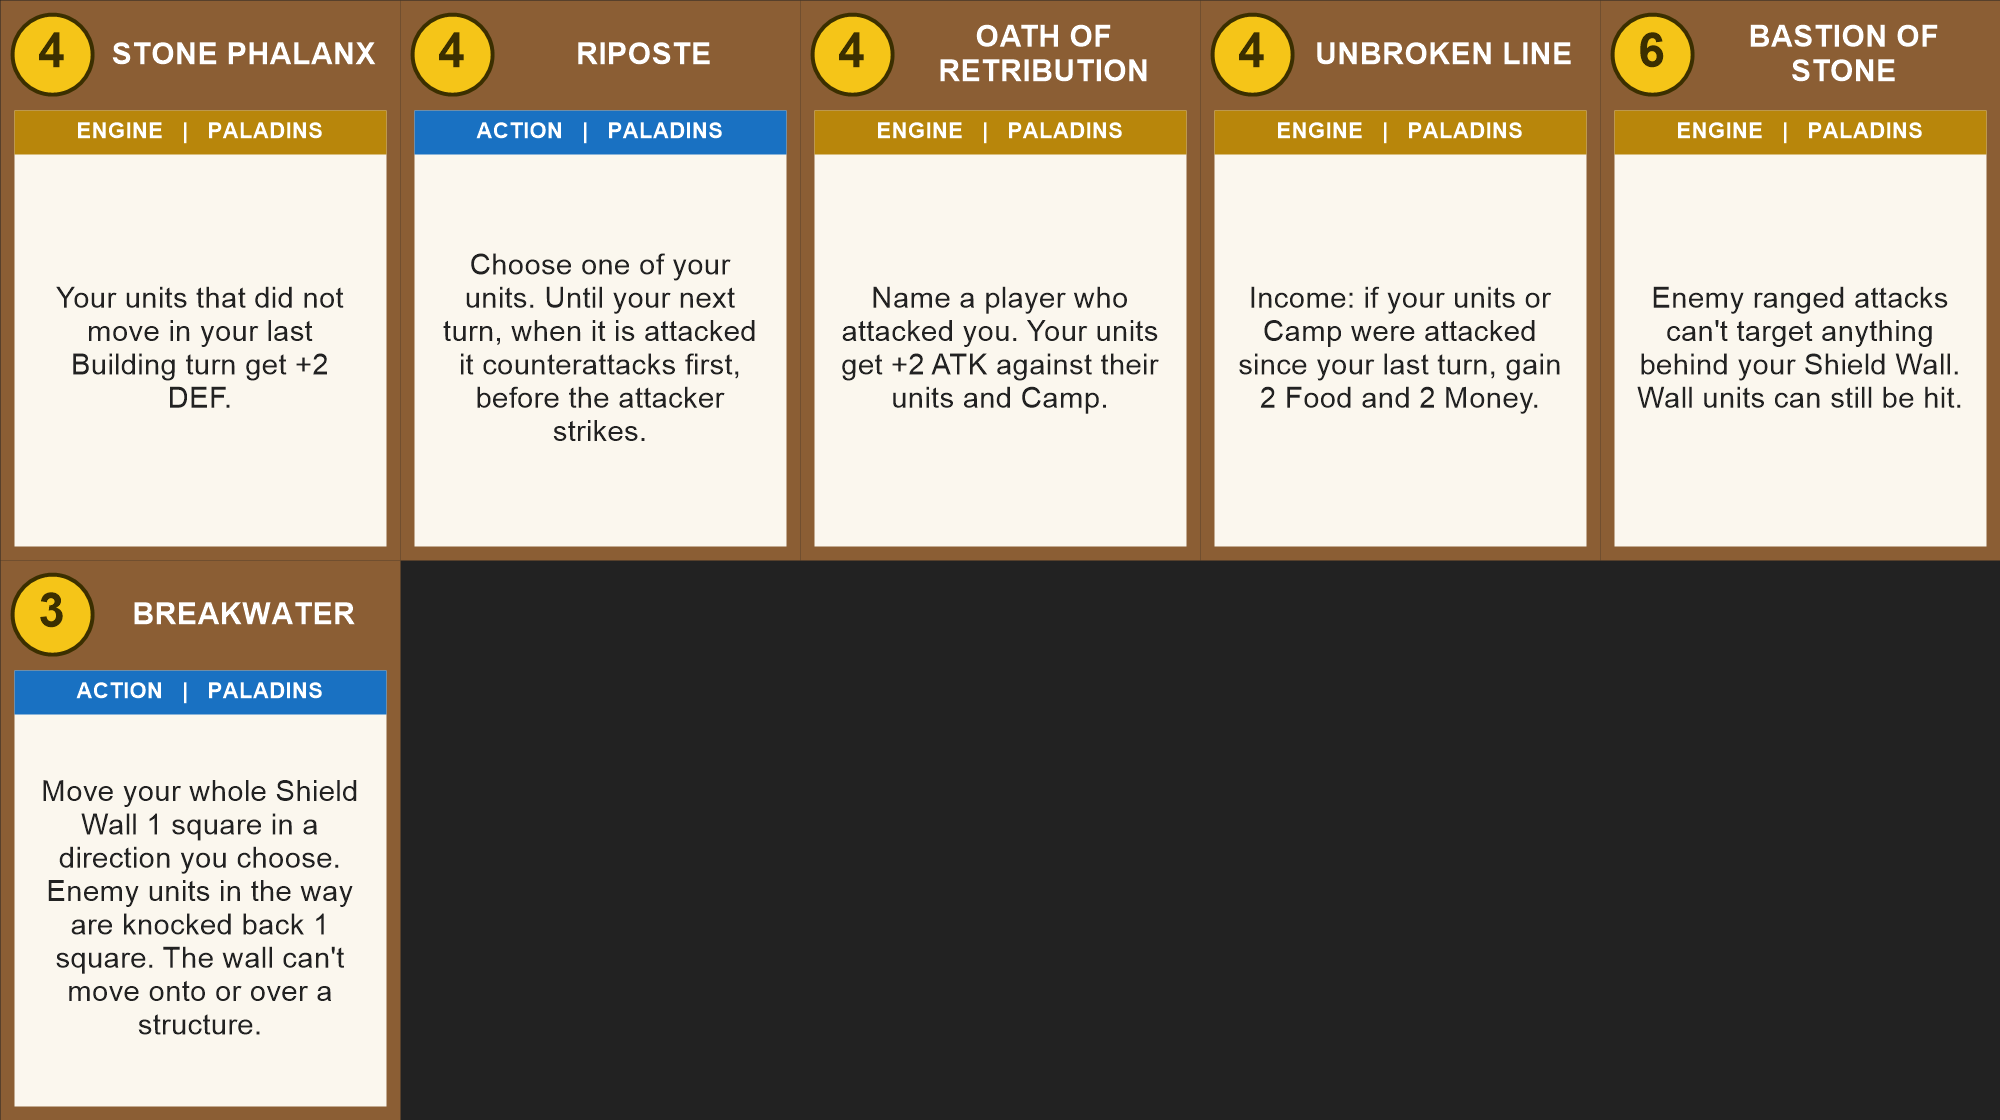 4
STONE PHALANX
ENGINE | PALADINS
Your units that did not
move in your last
Building turn get +2
DEF.
4
RIPOSTE
ACTION | PALADINS
Choose one of your
units. Until your next
turn, when it is attacked
it counterattacks first,
before the attacker
strikes.
4
OATH OF
RETRIBUTION
ENGINE | PALADINS
Name a player who
attacked you. Your units
get +2 ATK against their
units and Camp.
4
UNBROKEN LINE
ENGINE | PALADINS
Income: if your units or
Camp were attacked
since your last turn, gain
2 Food and 2 Money.
6
BASTION OF
STONE
ENGINE | PALADINS
Enemy ranged attacks
can't target anything
behind your Shield Wall.
Wall units can still be hit.
3
BREAKWATER
ACTION | PALADINS
Move your whole Shield
Wall 1 square in a
direction you choose.
Enemy units in the way
are knocked back 1
square. The wall can't
move onto or over a
structure.